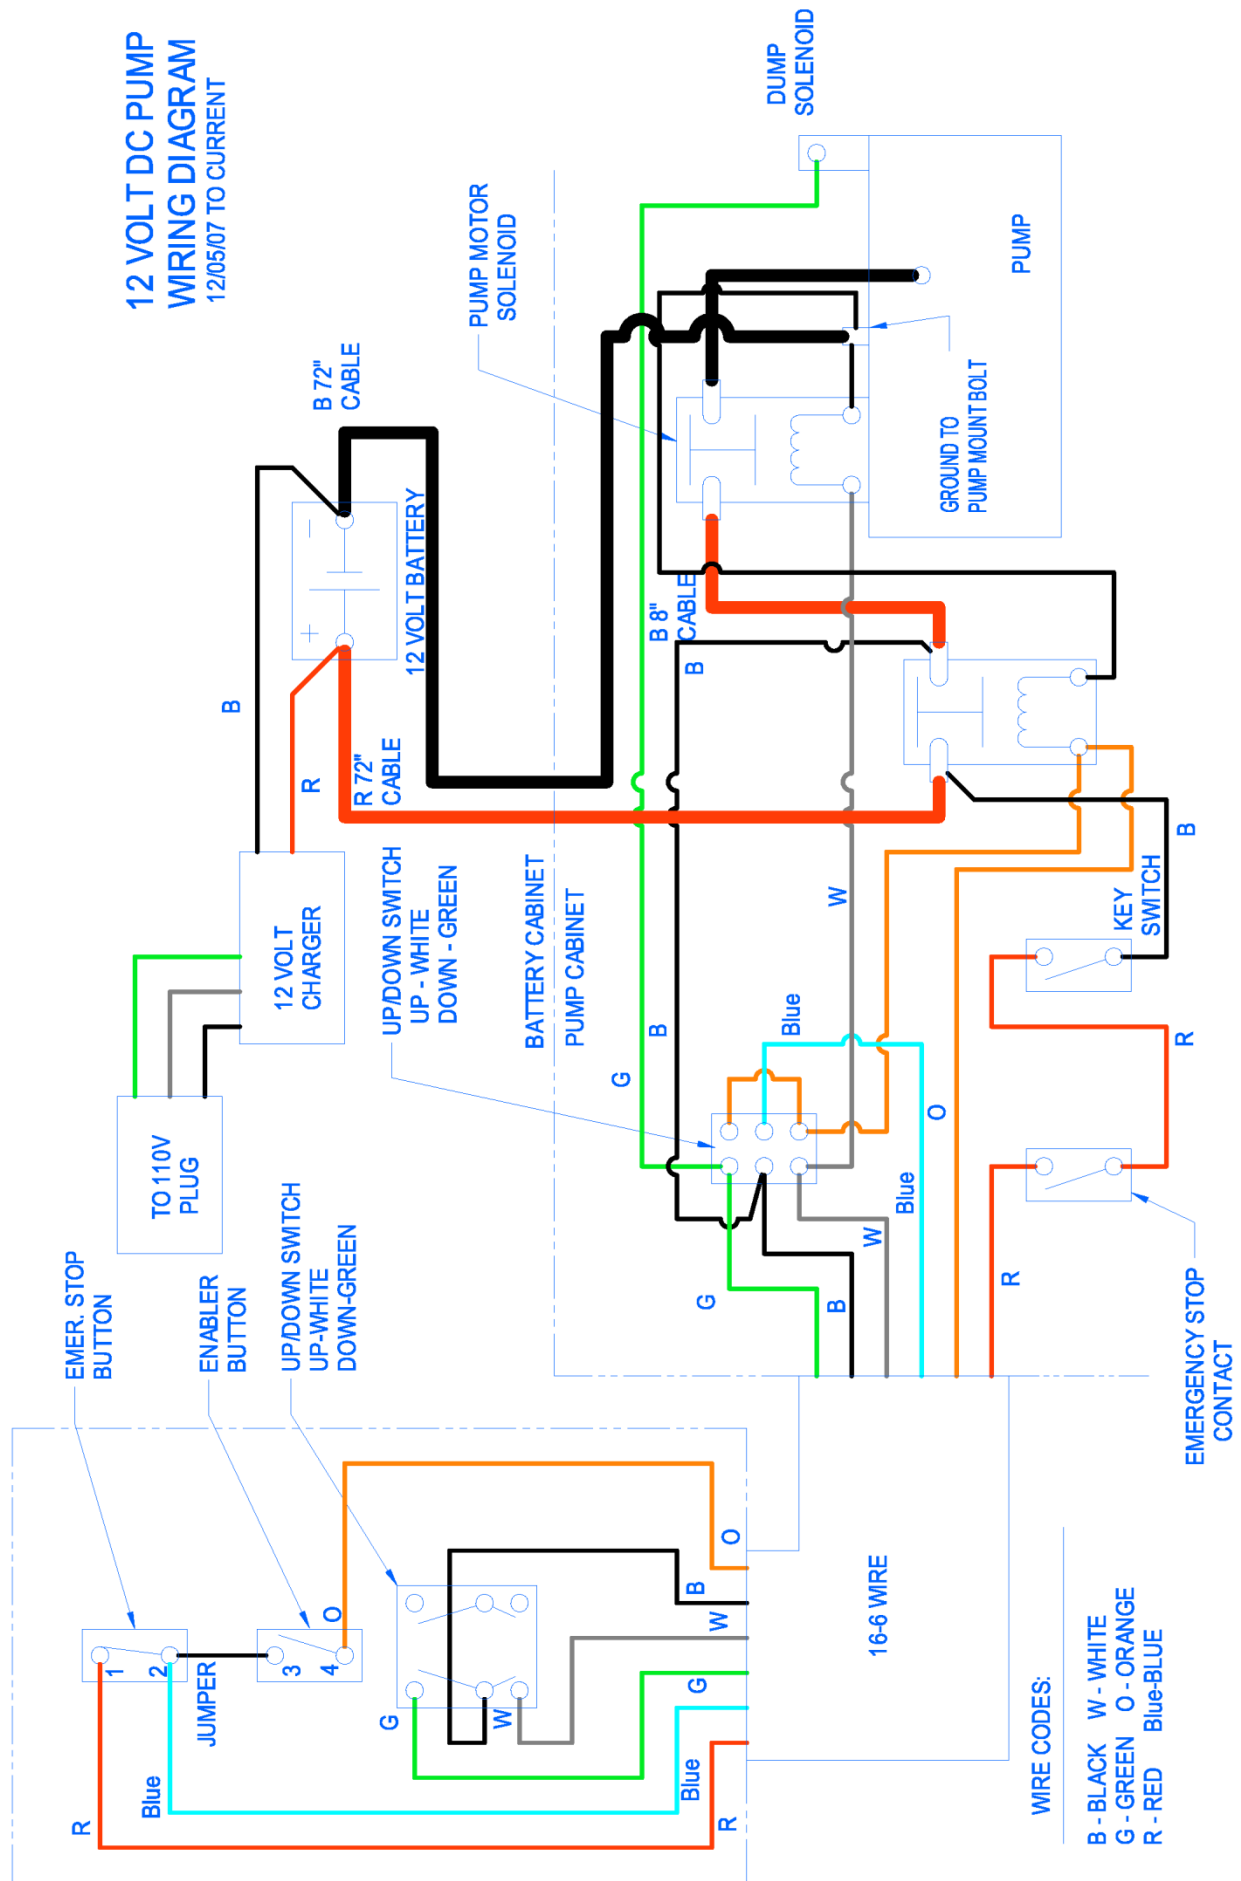 12 VOLT DC PUMP
WIRING DIAGRAM
12/05/07 TO CURRENT
EMER. STOP
BUTTON
ENABLER
BUTTON
UP/DOWN SWITCH
UP-WHITE
DOWN-GREEN
1
2
JUMPER
3
4
O
R
Blue
G
W
R
Blue
G
W
B
O
16-6 WIRE
WIRE CODES:
B - BLACK W - WHITE
G - GREEN O - ORANGE
R - RED Blue-BLUE
TO 110V
PLUG
12 VOLT
CHARGER
B
R
+
-
12 VOLT BATTERY
B 72"
CABLE
R 72"
CABLE
UP/DOWN SWITCH
UP - WHITE
DOWN - GREEN
BATTERY CABINET
PUMP CABINET
PUMP MOTOR
SOLENOID
DUMP
SOLENOID
PUMP
GROUND TO
PUMP MOUNT BOLT
B 8"
CABLE
B
G
B
Blue
W
G
B
W
Blue
O
R
R
B
KEY
SWITCH
EMERGENCY STOP
CONTACT